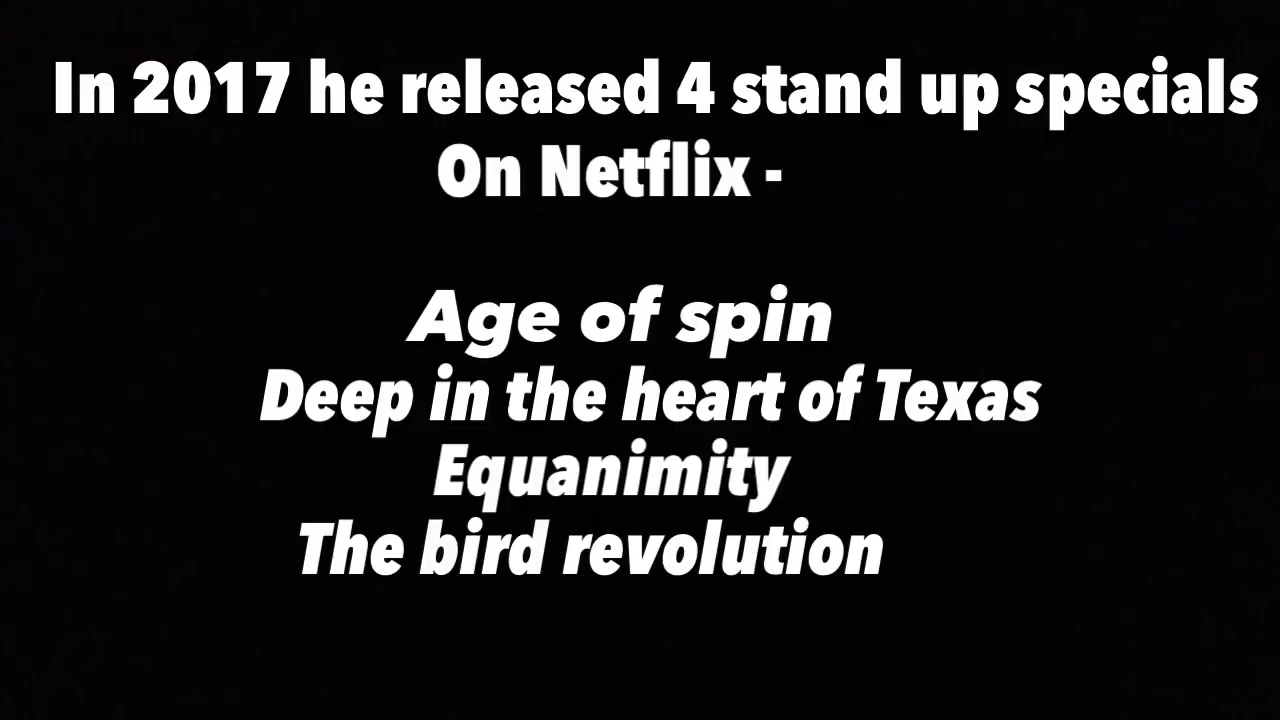 In 2017 he released 4 stand up specials
On Netflix -
Age of spin
Deep in the heart of Texas
Equanimity
The bird revolution